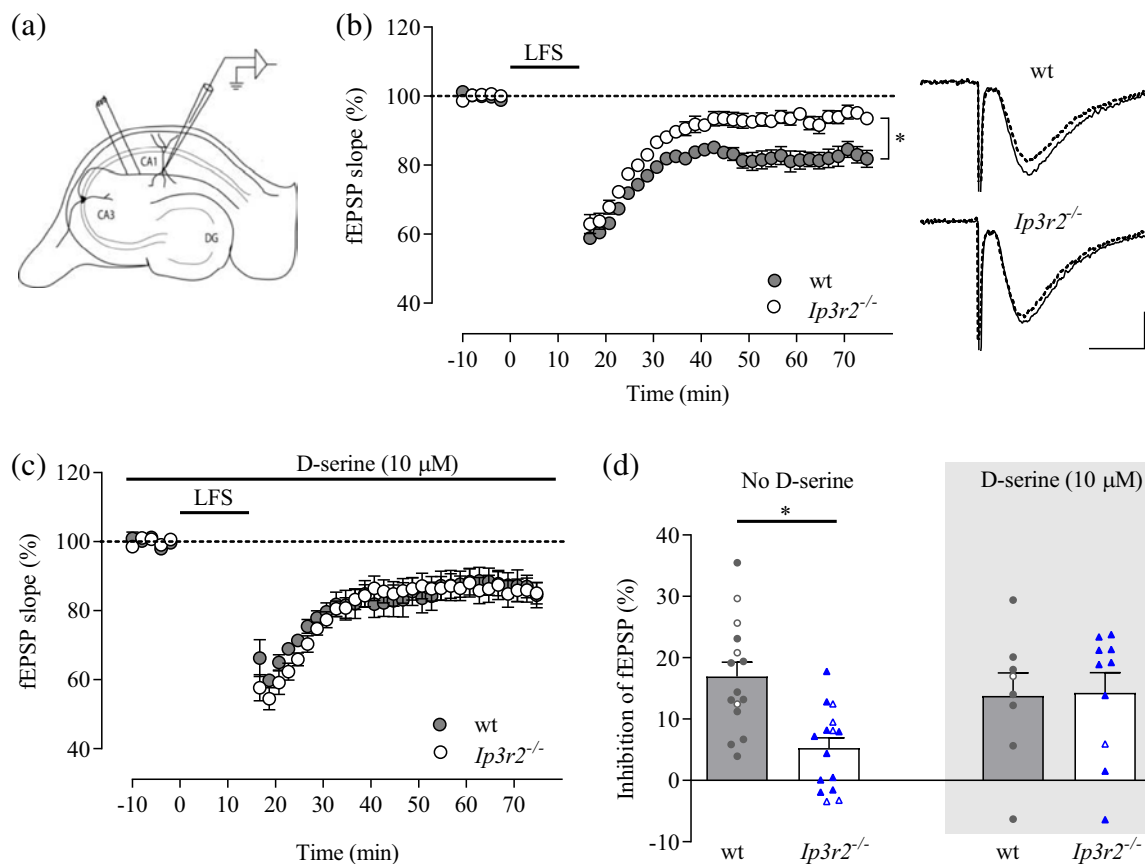 (a)
CA1
CA3
DG
(b)
120
100
80
60
40
fEPSP slope (%)
LFS
*
wt
Ip3r2-/-
-10 0 10 20 30 40 50 60 70
Time (min)
wt
Ip3r2-/-
(c)
D-serine (10 µM)
LFS
120
100
80
60
40
fEPSP slope (%)
wt
Ip3r2-/-
-10 0 10 20 30 40 50 60 70
Time (min)
(d)
No D-serine
D-serine (10 µM)
*
40
30
20
10
0
-10
Inhibition of fEPSP (%)
wt Ip3r2-/- wt Ip3r2-/-